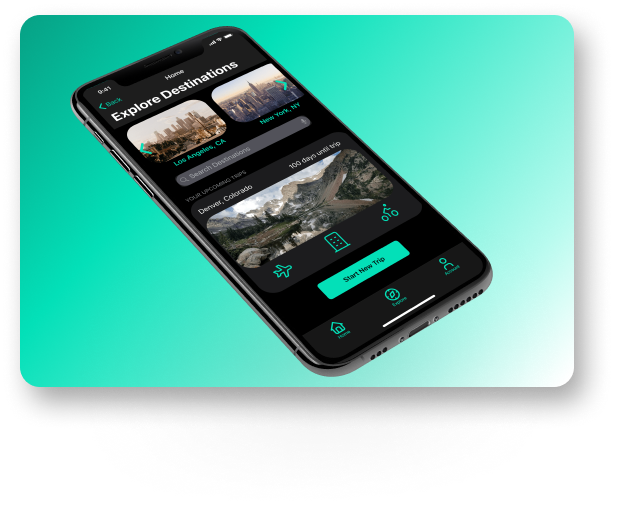 9:41
Home
Back
Explore Destinations
Los Angeles, CA
New York, NY
Search Destinations
YOUR UPCOMING TRIPS
Denver, Colorado
100 days until trip
Start New Trip
Home
Explore
Account